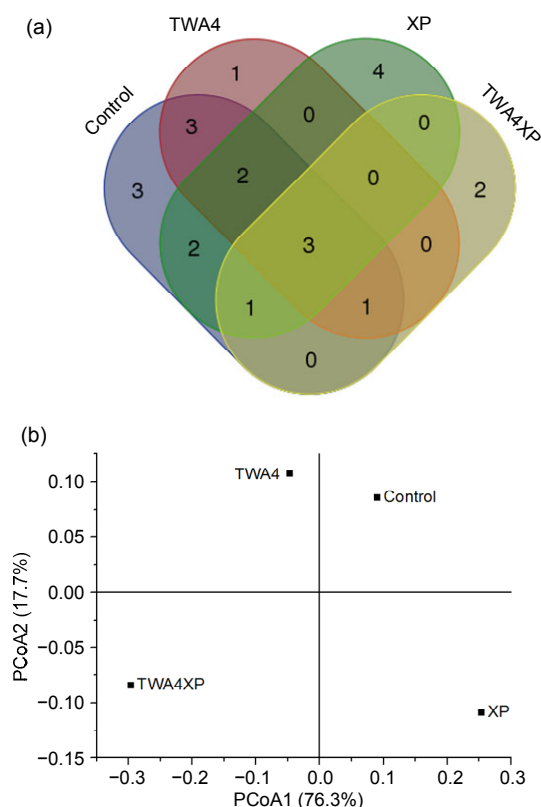 (a)
TWA4
XP
Control
TWA4XP
1
4
3
0
0
3
2
0
2
2
3
0
1
1
0
(b)
TWA4
Control
TWA4XP
XP
0.10
0.05
0.00
−0.05
−0.10
−0.15
PCoA2 (17.7%)
−0.3 −0.2 −0.1 0.0 0.1 0.2 0.3
PCoA1 (76.3%)